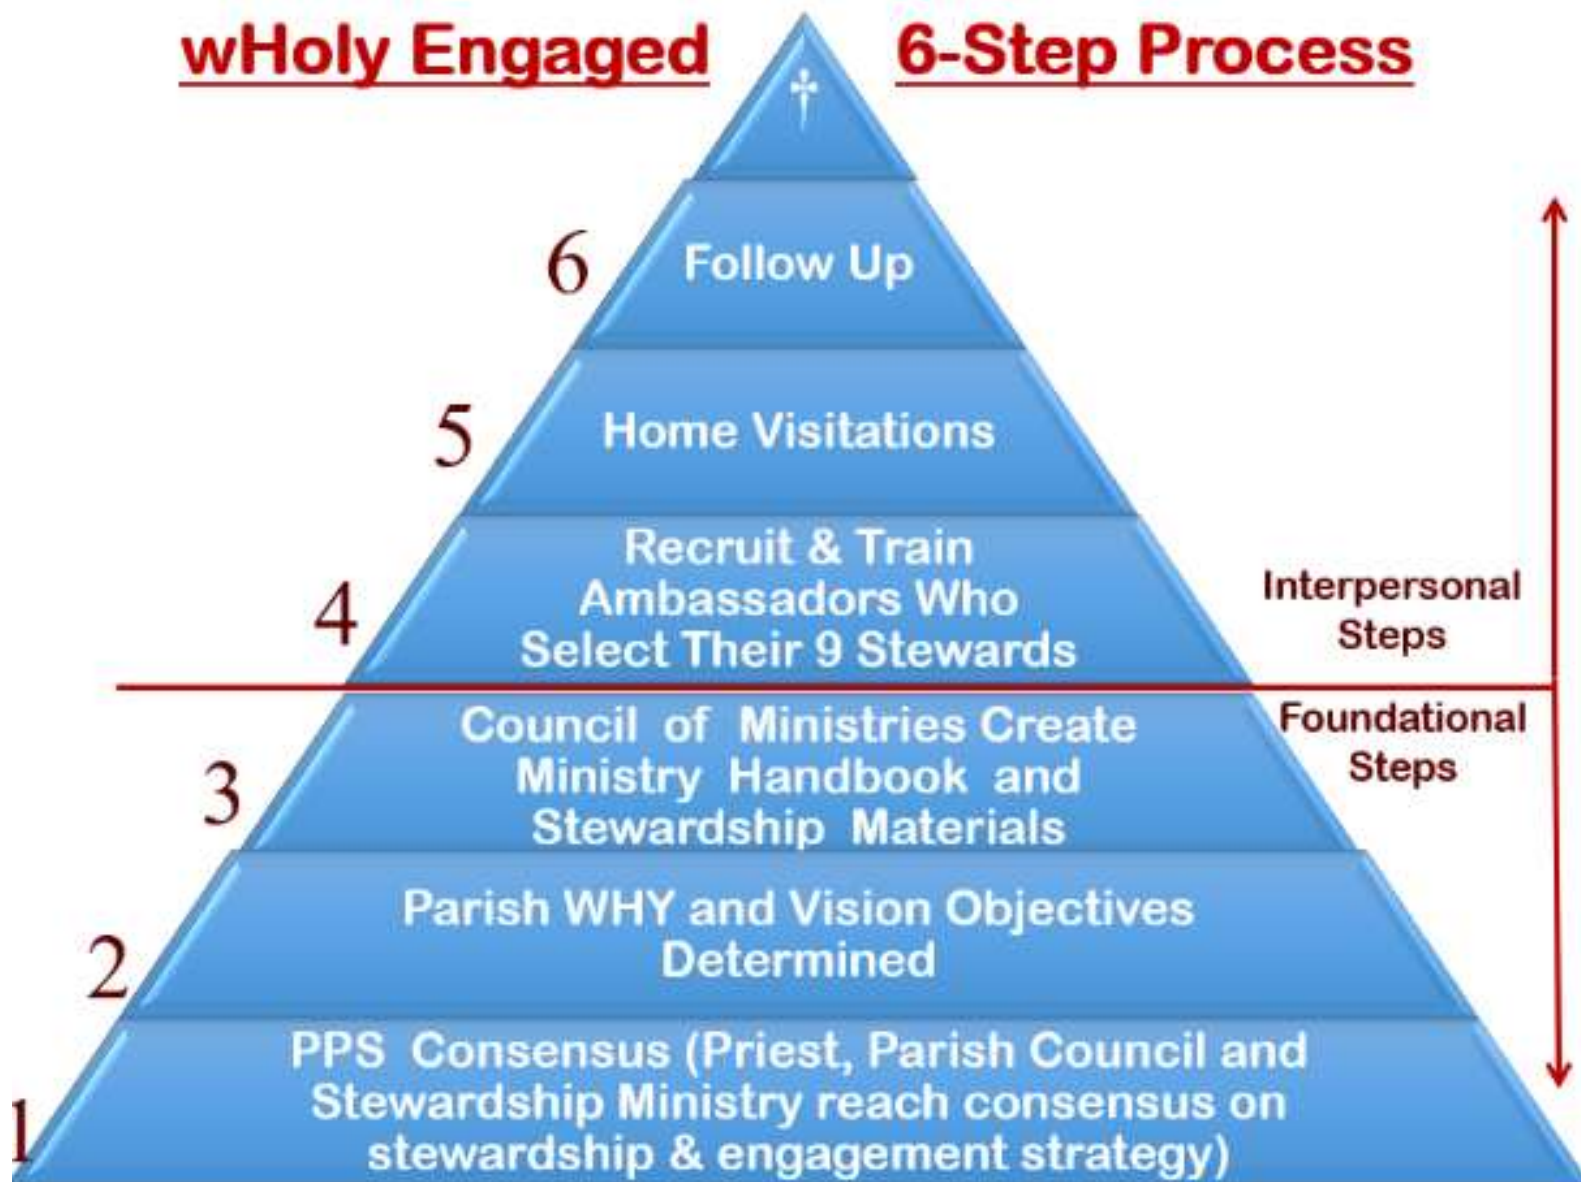 wHoly Engaged 6-Step Process
†
6
Follow Up
5
Home Visitations
4
Recruit & Train
Ambassadors Who
Select Their 9 Stewards
Interpersonal
Steps
Foundational
Steps
3
Council of Ministries Create
Ministry Handbook and
Stewardship Materials
2
Parish WHY and Vision Objectives
Determined
1
PPS Consensus (Priest, Parish Council and
Stewardship Ministry reach consensus on
stewardship & engagement strategy)